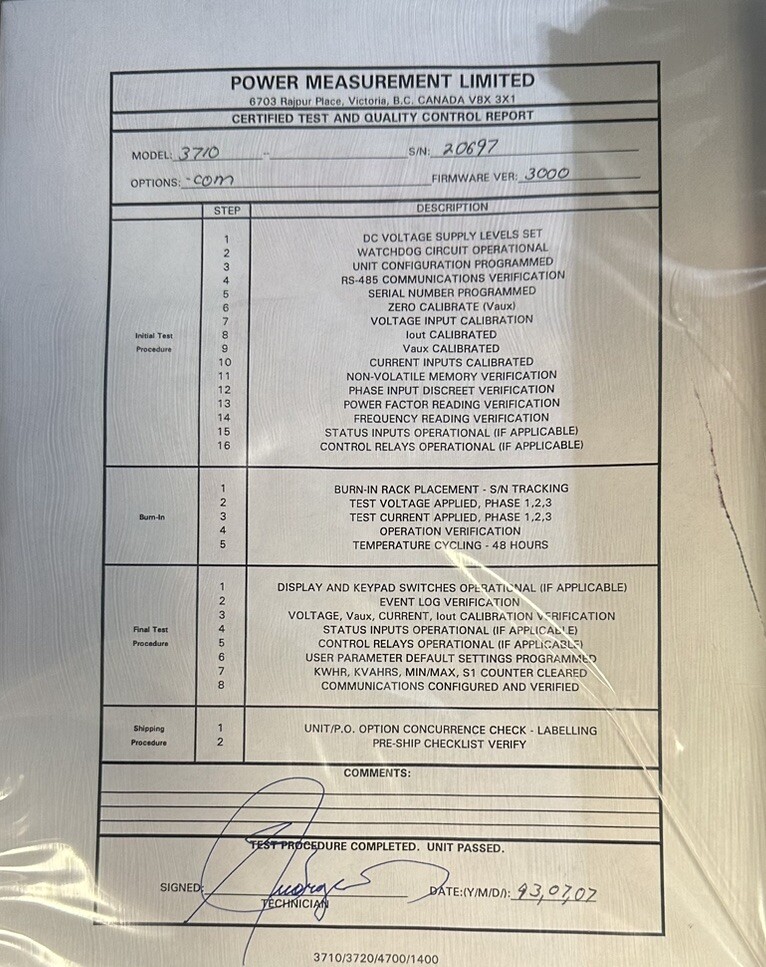 POWER MEASUREMENT LIMITED
6703 Rajpur Place, Victoria, B.C. CANADA V8X 3X1
CERTIFIED TEST AND QUALITY CONTROL REPORT
MODEL: 3710 - S/N: 20697
OPTIONS: -COM FIRMWARE VER: 3000
STEP DESCRIPTION
1 DC VOLTAGE SUPPLY LEVELS SET
2 WATCHDOG CIRCUIT OPERATIONAL
3 UNIT CONFIGURATION PROGRAMMED
4 RS-485 COMMUNICATIONS VERIFICATION
5 SERIAL NUMBER PROGRAMMED
6 ZERO CALIBRATE (Vaux)
7 VOLTAGE INPUT CALIBRATION
Initial Test 8 Iout CALIBRATED
Procedure 9 Vaux CALIBRATED
10 CURRENT INPUTS CALIBRATED
11 NON-VOLATILE MEMORY VERIFICATION
12 PHASE INPUT DISCREET VERIFICATION
13 POWER FACTOR READING VERIFICATION
14 FREQUENCY READING VERIFICATION
15 STATUS INPUTS OPERATIONAL (IF APPLICABLE)
16 CONTROL RELAYS OPERATIONAL (IF APPLICABLE)
1 BURN-IN RACK PLACEMENT - S/N TRACKING
2 TEST VOLTAGE APPLIED, PHASE 1,2,3
Burn-In 3 TEST CURRENT APPLIED, PHASE 1,2,3
4 OPERATION VERIFICATION
5 TEMPERATURE CYCLING - 48 HOURS
1 DISPLAY AND KEYPAD SWITCHES OPERATIONAL (IF APPLICABLE)
2 EVENT LOG VERIFICATION
3 VOLTAGE, Vaux, CURRENT, Iout CALIBRATION VERIFICATION
Final Test 4 STATUS INPUTS OPERATIONAL (IF APPLICABLE)
Procedure 5 CONTROL RELAYS OPERATIONAL (IF APPLICABLE)
6 USER PARAMETER DEFAULT SETTINGS PROGRAMMED
7 KWHR, KVAHRS, MIN/MAX, S1 COUNTER CLEARED
8 COMMUNICATIONS CONFIGURED AND VERIFIED
Shipping 1 UNIT/P.O. OPTION CONCURRENCE CHECK - LABELLING
Procedure 2 PRE-SHIP CHECKLIST VERIFY
COMMENTS:
TEST PROCEDURE COMPLETED. UNIT PASSED.
SIGNED: DATE:(Y/M/D/): 93,07,07
TECHNICIAN
3710/3720/4700/1400